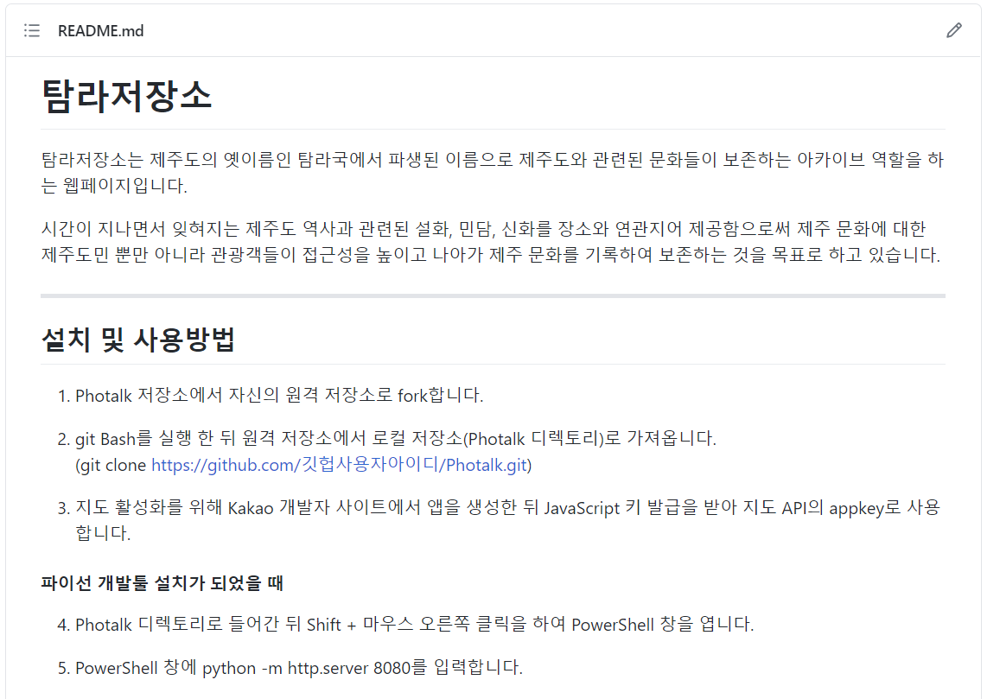 README.md
탐라저장소
탐라저장소는 제주도의 옛이름인 탐라국에서 파생된 이름으로 제주도와 관련된 문화들이 보존하는 아카이브 역할을 하
는 웹페이지입니다.
시간이 지나면서 잊혀지는 제주도 역사과 관련된 설화, 민담, 신화를 장소와 연관지어 제공함으로써 제주 문화에 대한
제주도민 뿐만 아니라 관광객들이 접근성을 높이고 나아가 제주 문화를 기록하여 보존하는 것을 목표로 하고 있습니다.
설치 및 사용방법
1. Photalk 저장소에서 자신의 원격 저장소로 fork합니다.
2. git Bash를 실행 한 뒤 원격 저장소에서 로컬 저장소(Photalk 디렉토리)로 가져옵니다.
(git clone https://github.com/깃헙사용자아이디/Photalk.git)
3. 지도 활성화를 위해 Kakao 개발자 사이트에서 앱을 생성한 뒤 JavaScript 키 발급을 받아 지도 API의 appkey로 사용
합니다.
파이선 개발툴 설치가 되었을 때
4. Photalk 디렉토리로 들어간 뒤 Shift + 마우스 오른쪽 클릭을 하여 PowerShell 창을 엽니다.
5. PowerShell 창에 python -m http.server 8080를 입력합니다.